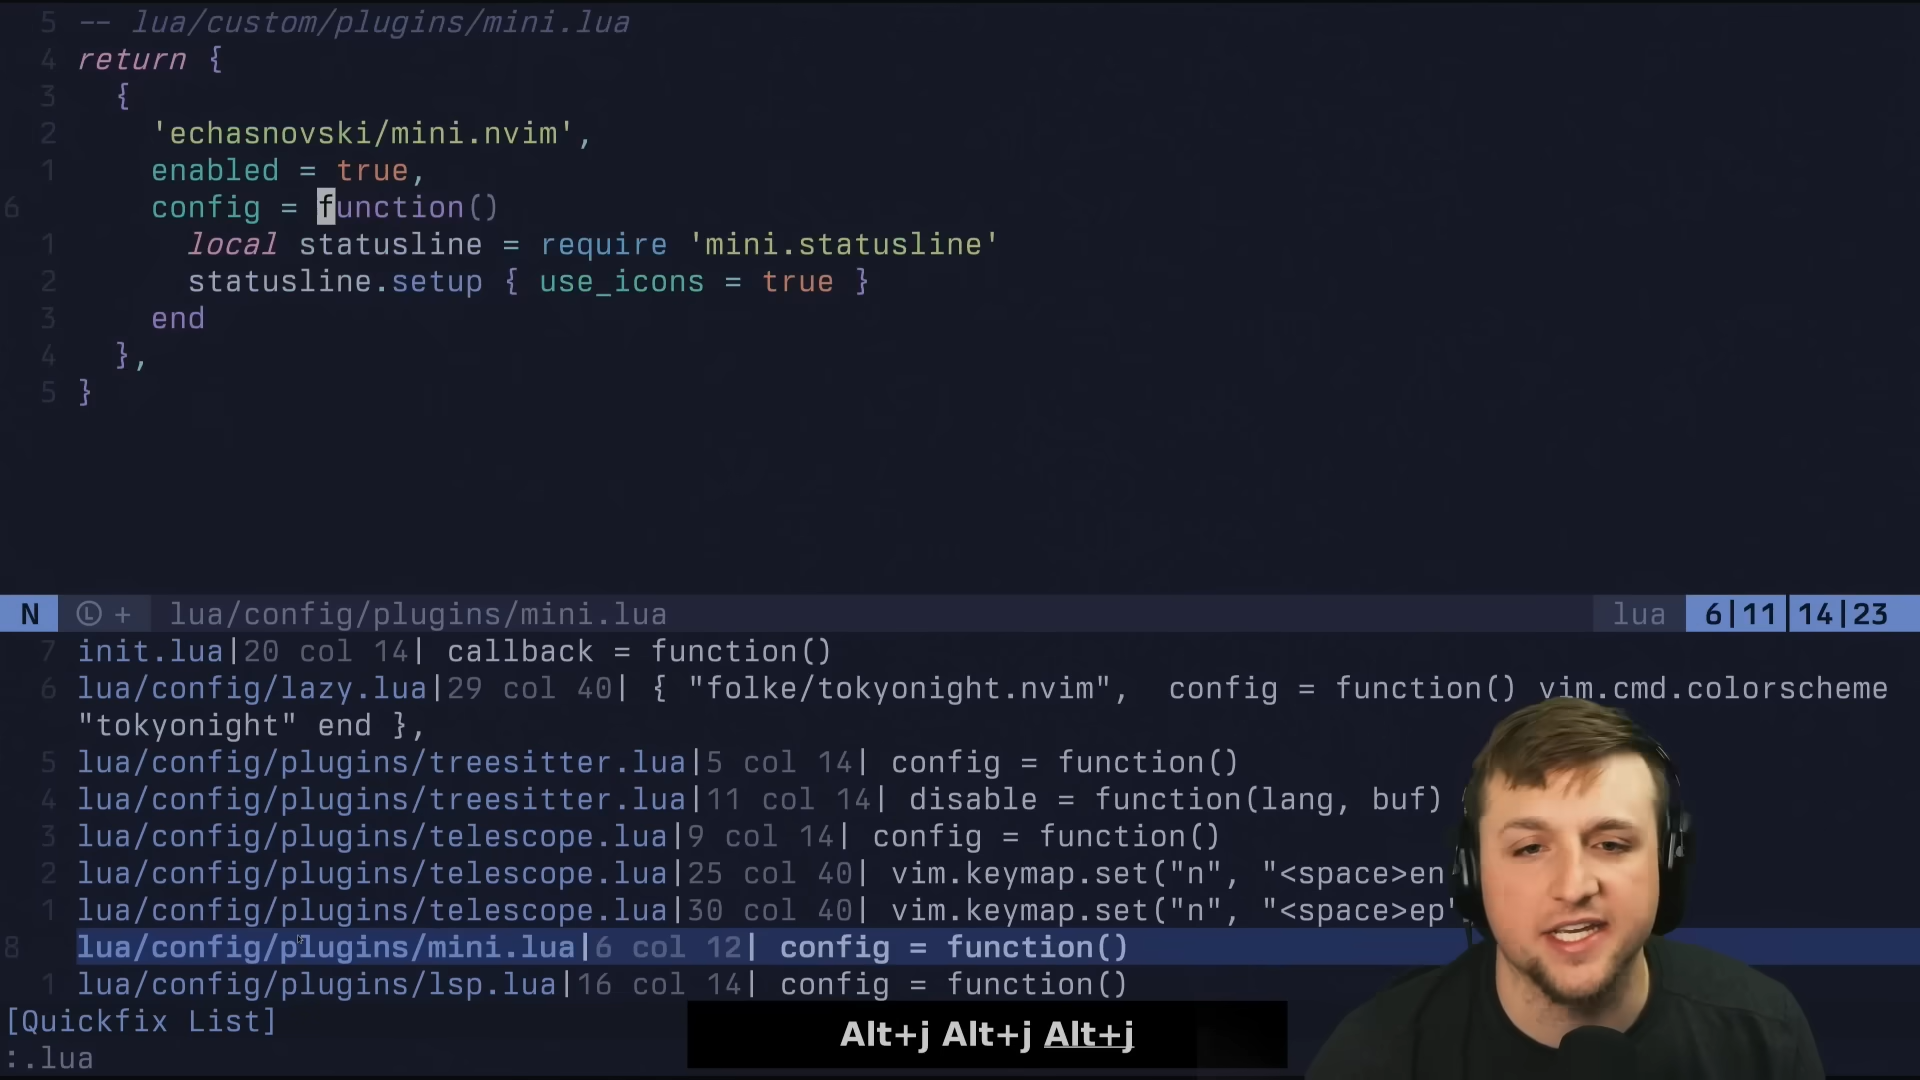 5 -- lua/custom/plugins/mini.lua
4 return {
3   {
2     'echasnovski/mini.nvim',
1     enabled = true,
6     config = function()
1       local statusline = require 'mini.statusline'
2       statusline.setup { use_icons = true }
3     end
4   },
5 }
N Ⓛ + lua/config/plugins/mini.lua lua 6|11 14|23
7 init.lua|20 col 14| callback = function()
6 lua/config/lazy.lua|29 col 40| { "folke/tokyonight.nvim",  config = function() vim.cmd.colorscheme
"tokyonight" end },
5 lua/config/plugins/treesitter.lua|5 col 14| config = function()
4 lua/config/plugins/treesitter.lua|11 col 14| disable = function(lang, buf)
3 lua/config/plugins/telescope.lua|9 col 14| config = function()
2 lua/config/plugins/telescope.lua|25 col 40| vim.keymap.set("n", "<space>en
1 lua/config/plugins/telescope.lua|30 col 40| vim.keymap.set("n", "<space>ep"
8 lua/config/plugins/mini.lua|6 col 12| config = function()
1 lua/config/plugins/lsp.lua|16 col 14| config = function()
[Quickfix List]
:.lua
Alt+j Alt+j Alt+j